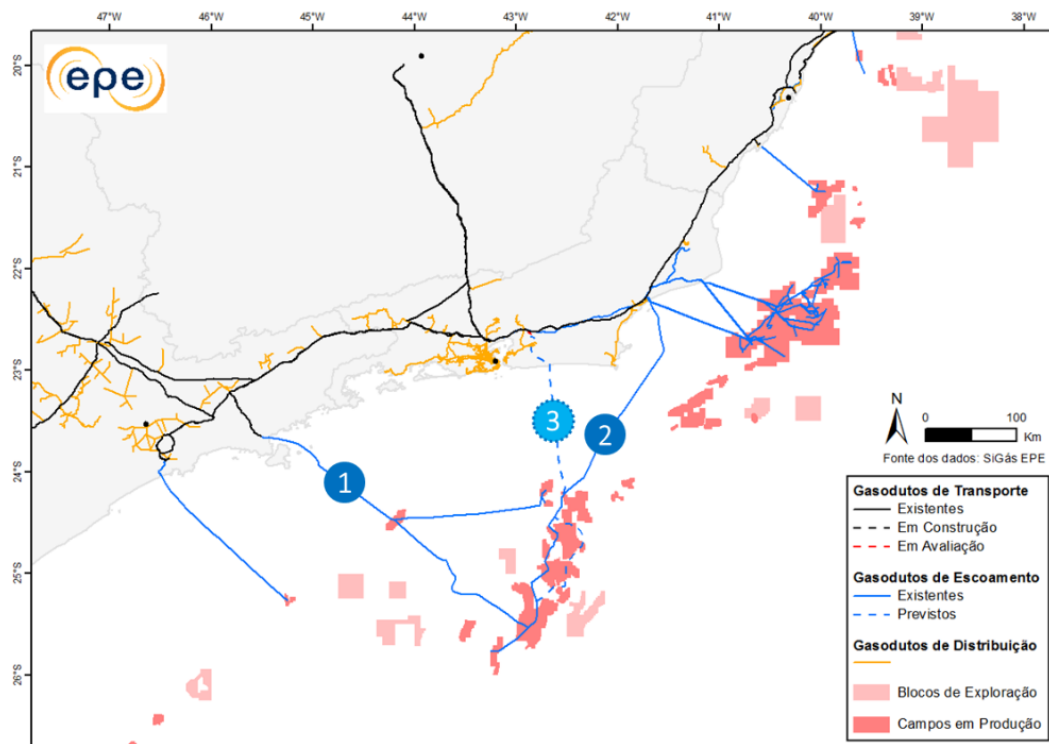 47°W 46°W 45°W 44°W 43°W 42°W 41°W 40°W 39°W 38°W
epe
20°S
21°S
22°S
23°S
24°S
25°S
26°S
3
2
1
N
0 100
Km
Fonte dos dados: SiGás EPE
Gasodutos de Transporte
Existentes
Em Construção
Em Avaliação
Gasodutos de Escoamento
Existentes
Previstos
Gasodutos de Distribuição
Blocos de Exploração
Campos em Produção